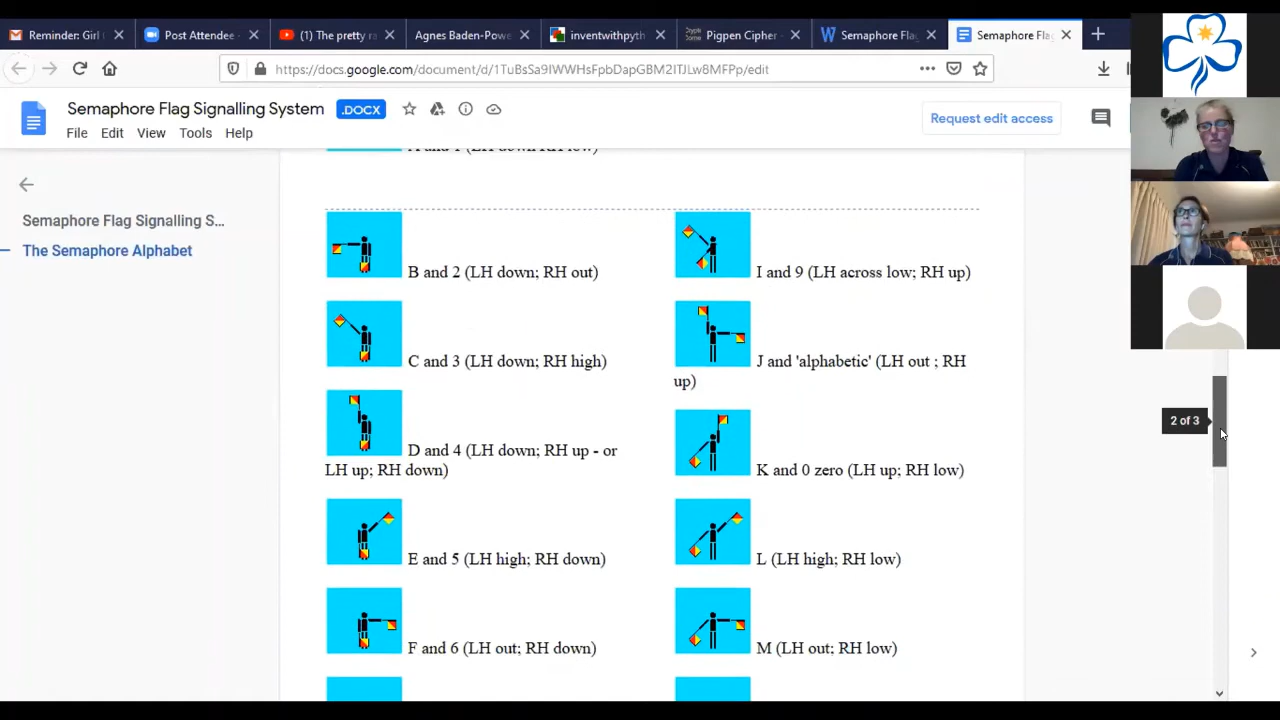 Reminder: Girl
Post Attendee -
(1) The pretty ra
Agnes Baden-Powe
inventwithpyth
Pigpen Cipher -
Semaphore Flag
Semaphore Flag
https://docs.google.com/document/d/1TuBsSa9IWWHsFpbDapGBM2ITJLw8MFPp/edit
Semaphore Flag Signalling System
.DOCX
File Edit View Tools Help
Request edit access
Semaphore Flag Signalling S...
The Semaphore Alphabet
B and 2 (LH down; RH out)
C and 3 (LH down; RH high)
D and 4 (LH down; RH up - or
LH up; RH down)
E and 5 (LH high; RH down)
F and 6 (LH out; RH down)
I and 9 (LH across low; RH up)
J and 'alphabetic' (LH out ; RH
up)
K and 0 zero (LH up; RH low)
L (LH high; RH low)
M (LH out; RH low)
2 of 3